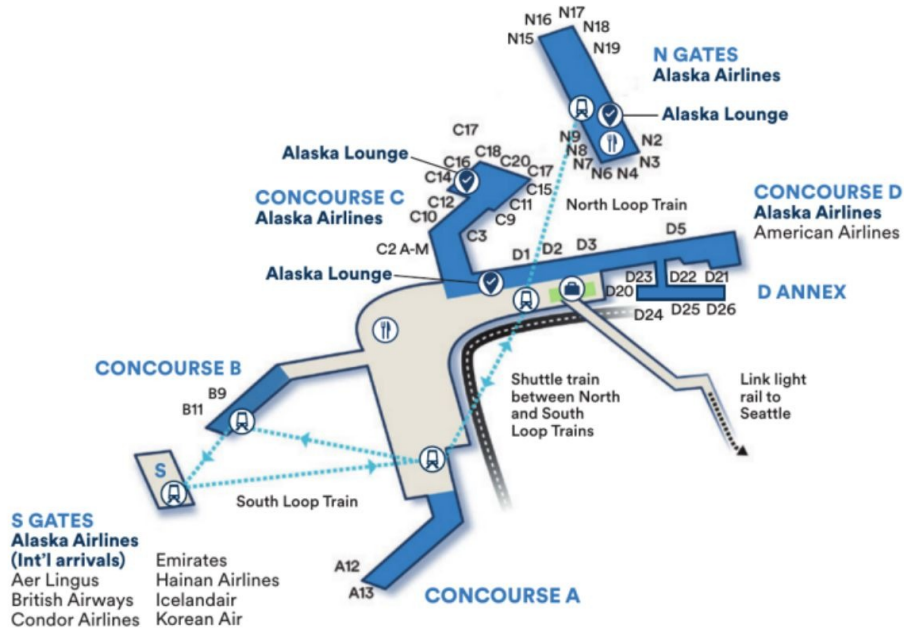 N17
N16
N18
N15
N19
N GATES
Alaska Airlines
Alaska Lounge
N9
N8
N7
N6
N4
N3
N2
C17
Alaska Lounge
C18
C16
C20
C14
C17
C15
C12
C11
C10
C9
C3
C2 A-M
CONCOURSE C
Alaska Airlines
North Loop Train
CONCOURSE D
Alaska Airlines
American Airlines
D1
D2
D3
D5
Alaska Lounge
D23
D22
D21
D20
D24
D25
D26
D ANNEX
CONCOURSE B
B9
B11
Shuttle train
between North
and South
Loop Trains
Link light
rail to
Seattle
S
South Loop Train
S GATES
Alaska Airlines
(Int'l arrivals)
Aer Lingus
British Airways
Condor Airlines
Emirates
Hainan Airlines
Icelandair
Korean Air
A12
A13
CONCOURSE A